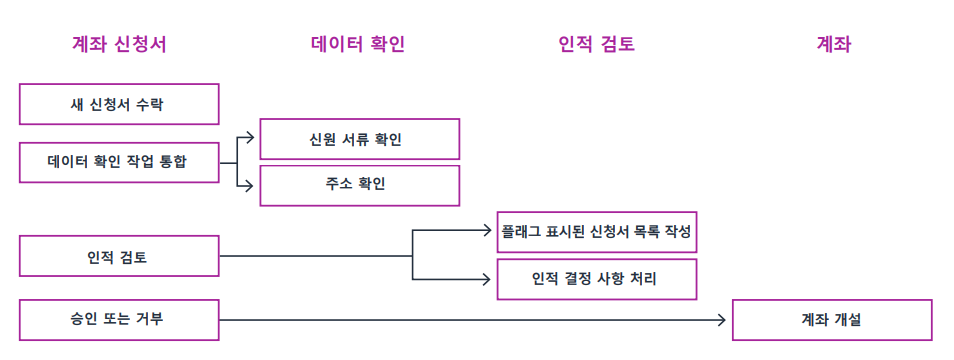 계좌 신청서
데이터 확인
인적 검토
계좌
새 신청서 수락
데이터 확인 작업 통합
신원 서류 확인
주소 확인
인적 검토
플래그 표시된 신청서 목록 작성
인적 결정 사항 처리
승인 또는 거부
계좌 개설